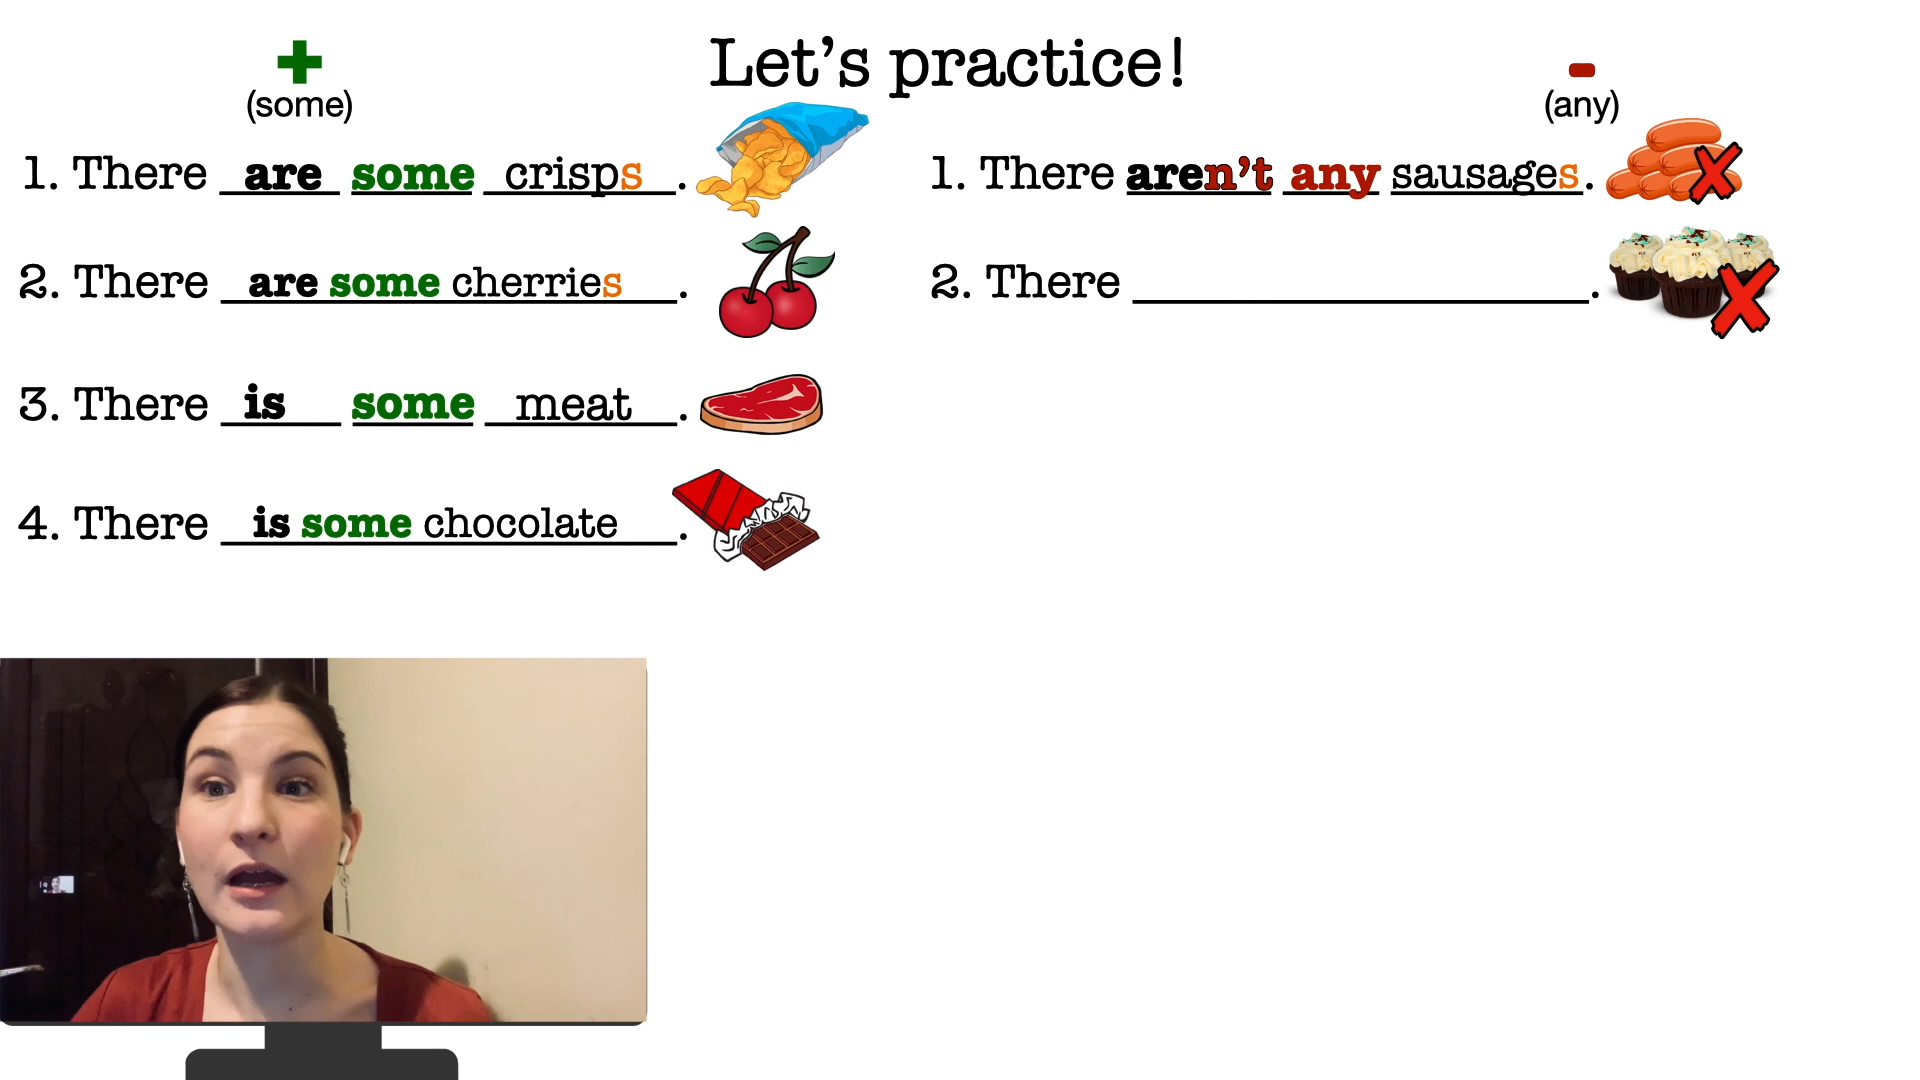 Let's practice!
(some)
1. There are some crisps.
2. There are some cherries.
3. There is some meat.
4. There is some chocolate.
(any)
1. There aren't any sausages.
2. There ____________________.